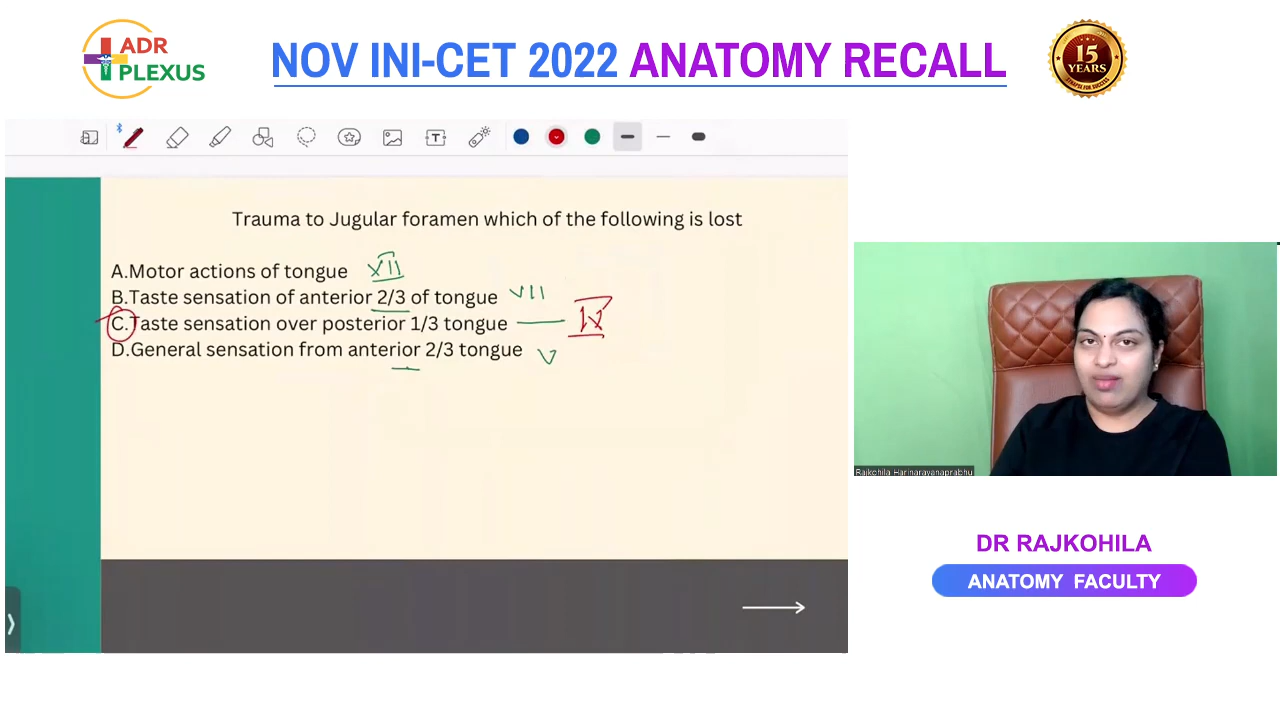 ADR
PLEXUS
NOV INI-CET 2022 ANATOMY RECALL
15
YEARS
T
Trauma to Jugular foramen which of the following is lost
A.Motor actions of tongue XII
B.Taste sensation of anterior 2/3 of tongue VII
C.Taste sensation over posterior 1/3 tongue IX
D.General sensation from anterior 2/3 tongue V
Rajkohila Harinarayanaprabhu
DR RAJKOHILA
ANATOMY FACULTY